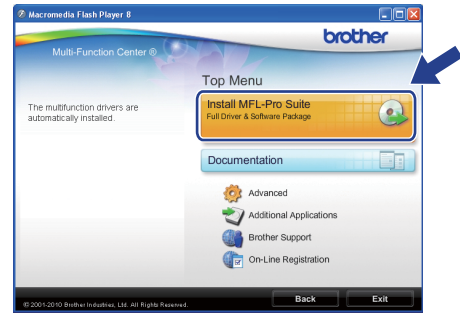 Macromedia Flash Player 8
brother
Multi-Function Center ®
Top Menu
The multifunction drivers are
automatically installed.
Install MFL-Pro Suite
Full Driver & Software Package
Documentation
Advanced
Additional Applications
Brother Support
On-Line Registration
© 2001-2010 Brother Industries, Ltd. All Rights Reserved.
Back
Exit